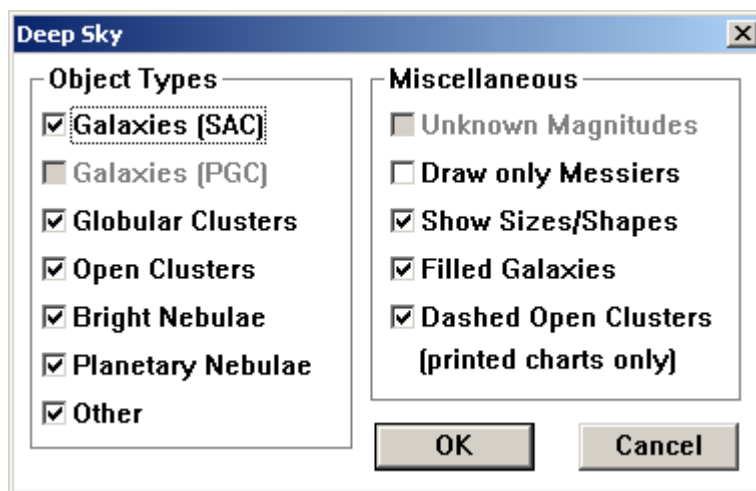 Deep Sky
Object Types
Galaxies (SAC)
Galaxies (PGC)
Globular Clusters
Open Clusters
Bright Nebulae
Planetary Nebulae
Other
Miscellaneous
Unknown Magnitudes
Draw only Messiers
Show Sizes/Shapes
Filled Galaxies
Dashed Open Clusters
(printed charts only)
OK
Cancel